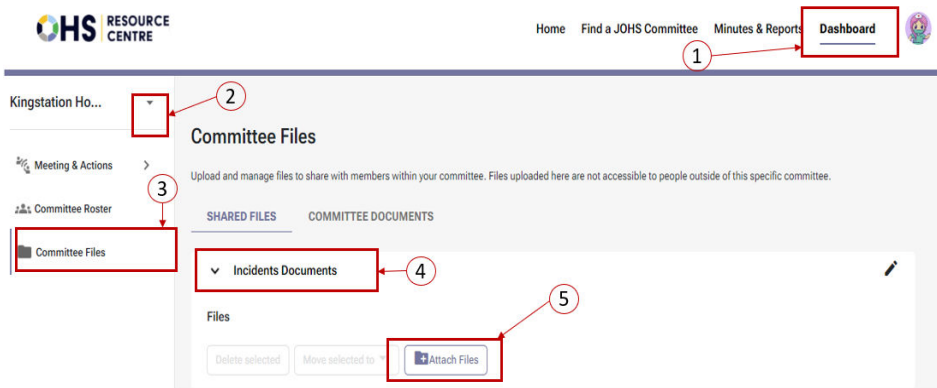 OHS RESOURCE CENTRE
Home Find a JOHS Committee Minutes & Reports Dashboard
1
Kingstation Ho...
2
Committee Files
Meeting & Actions
Upload and manage files to share with members within your committee. Files uploaded here are not accessible to people outside of this specific committee.
3
Committee Roster
SHARED FILES COMMITTEE DOCUMENTS
Committee Files
Incidents Documents
4
5
Files
Delete selected Move selected to Attach Files